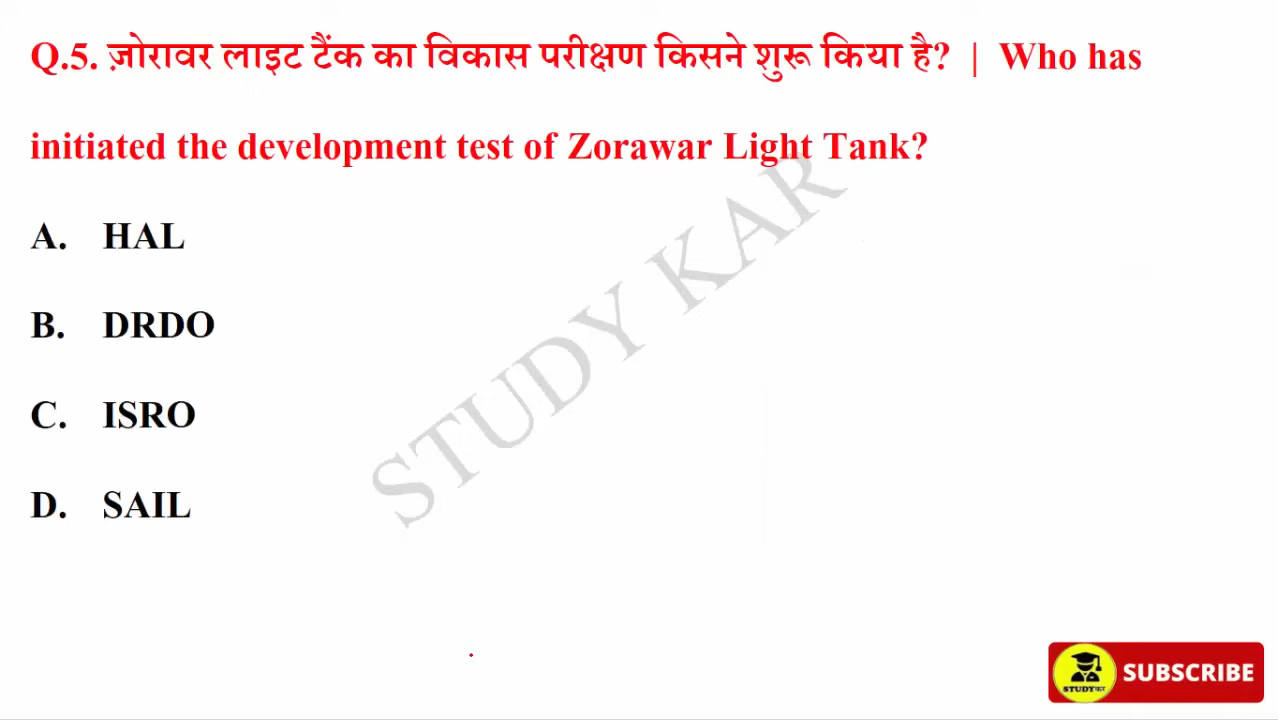 Q.5. ज़ोरावर लाइट टैंक का विकास परीक्षण किसने शुरू किया है? | Who has
initiated the development test of Zorawar Light Tank?
A. HAL
B. DRDO
C. ISRO
D. SAIL
STUDY KAR
STUDYकर
SUBSCRIBE